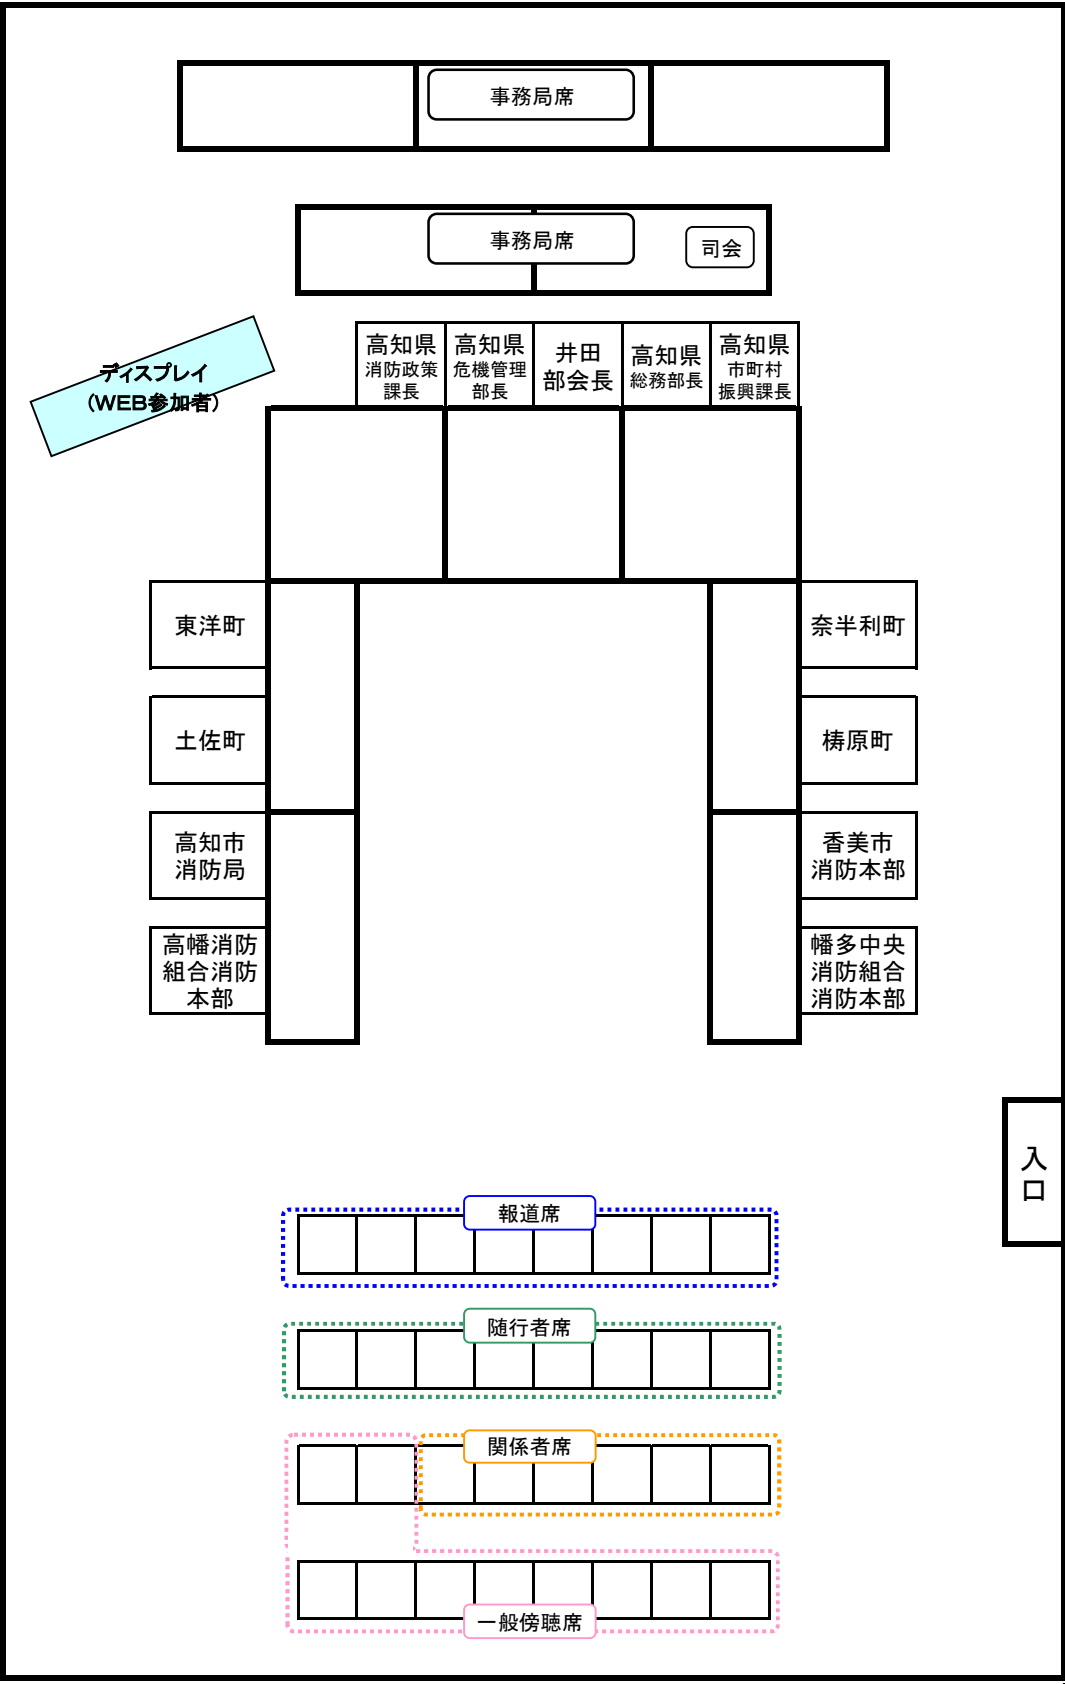 事務局席
事務局席
司会
ディスプレイ
（WEB参加者）
高知県
消防政策
課長
高知県
危機管理
部長
井田
部会長
高知県
総務部長
高知県
市町村
振興課長
東洋町
奈半利町
土佐町
梼原町
高知市
消防局
香美市
消防本部
高幡消防
組合消防
本部
幡多中央
消防組合
消防本部
入
口
報道席
随行者席
関係者席
一般傍聴席